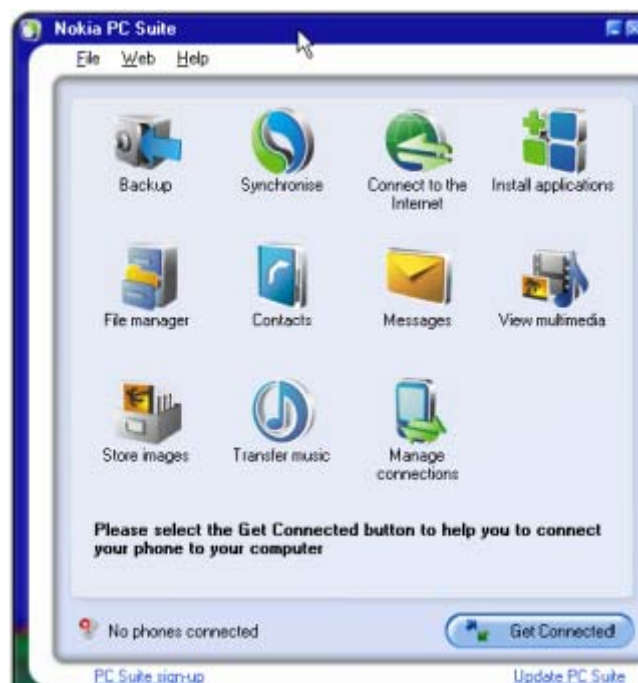 Nokia PC Suite
File Web Help
Backup Synchronise Connect to the Install applications
Internet
File manager Contacts Messages View multimedia
Store images Transfer music Manage
connections
Please select the Get Connected button to help you to connect
your phone to your computer
No phones connected Get Connected!
PC Suite sign-up Update PC Suite